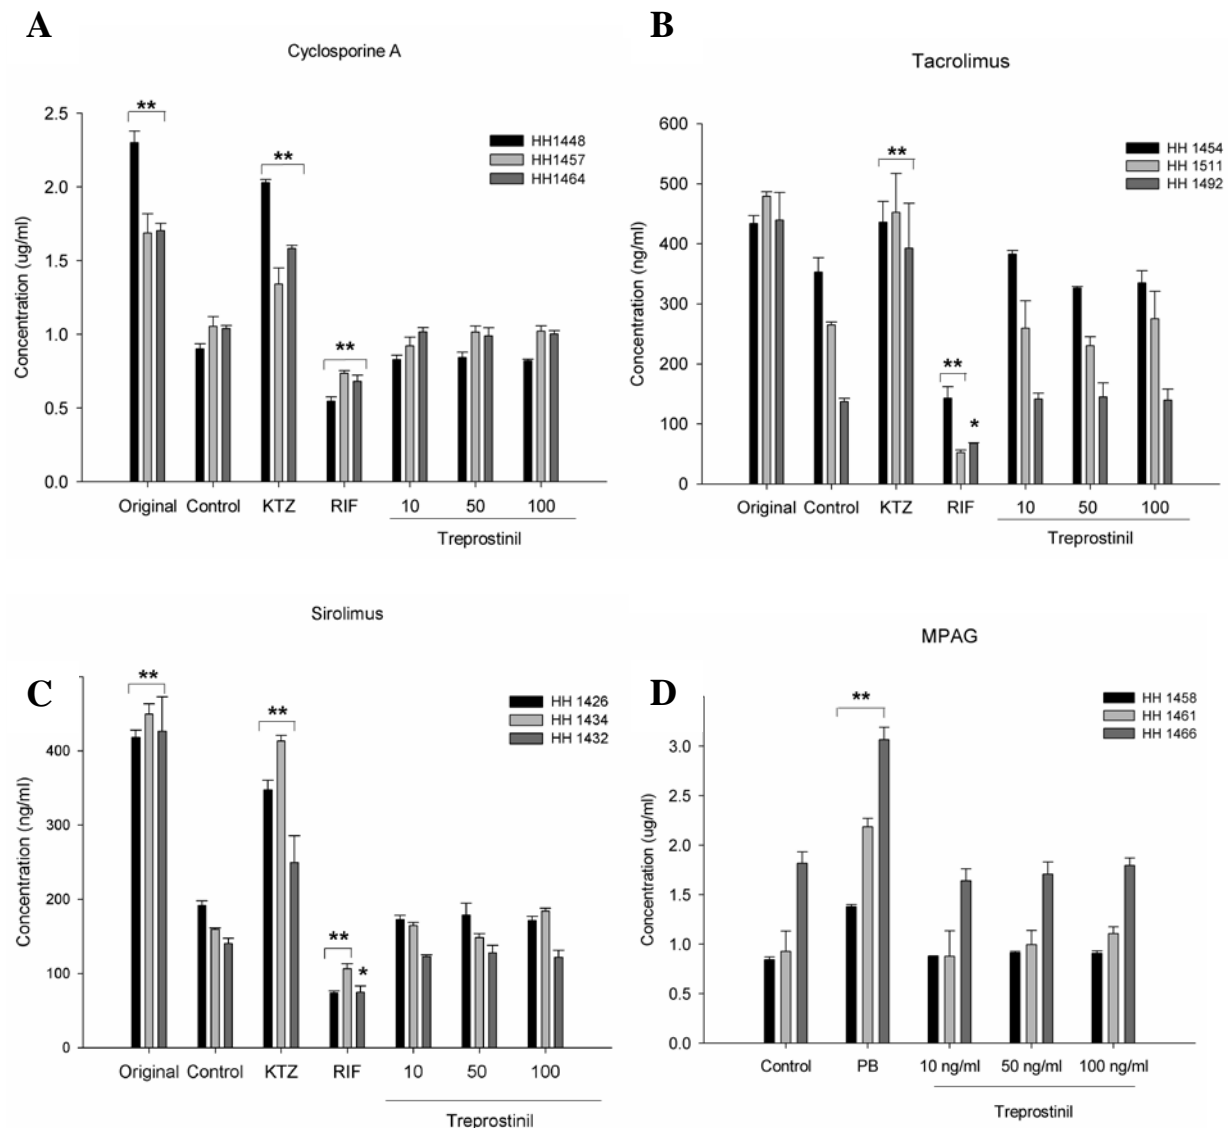 A
Cyclosporine A
Concentration (ug/ml)
2.5
2.0
1.5
1.0
0.5
0.0
**
**
**
HH1448
HH1457
HH1464
Original Control KTZ RIF 10 50 100
Treprostinil
B
Tacrolimus
Concentration (ng/ml)
600
500
400
300
200
100
0
**
**
*
HH 1454
HH 1511
HH 1492
Original Control KTZ RIF 10 50 100
Treprostinil
C
Sirolimus
Concentration (ng/ml)
400
300
200
100
0
**
**
**
*
HH 1426
HH 1434
HH 1432
Original Control KTZ RIF 10 50 100
Treprostinil
D
MPAG
Concentration (ug/ml)
3.0
2.5
2.0
1.5
1.0
0.5
0.0
**
HH 1458
HH 1461
HH 1466
Control PB 10 ng/ml 50 ng/ml 100 ng/ml
Treprostinil